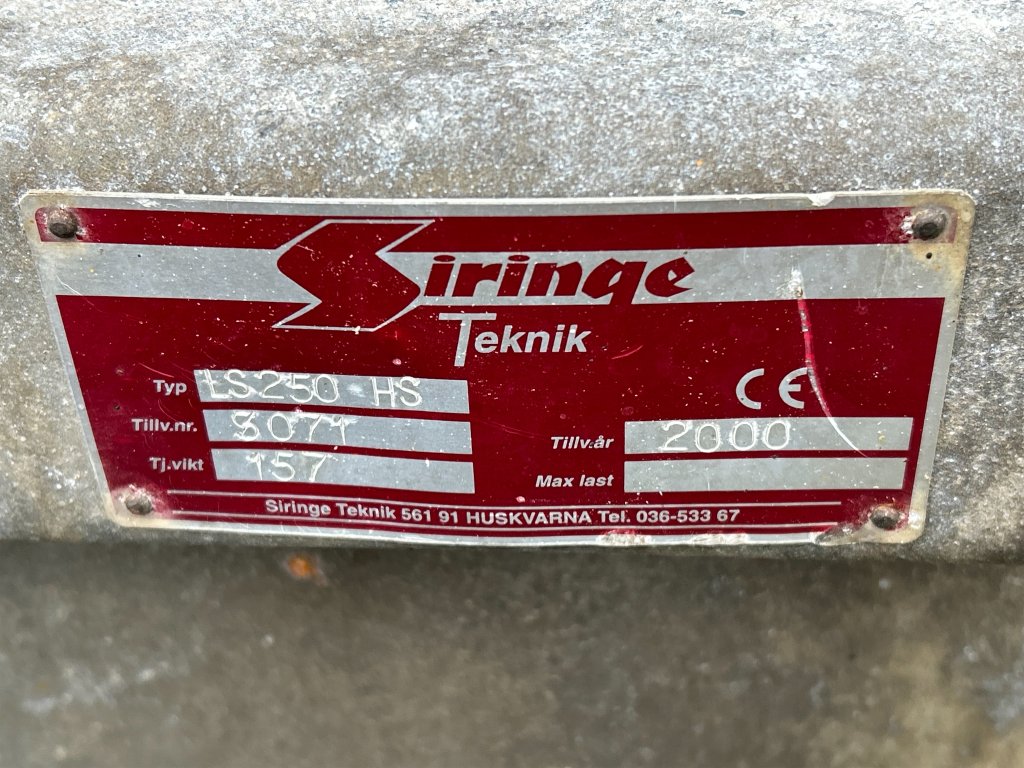 Siringe
Teknik
Typ LS250 HS
CE
Tillv.nr. 5071
Tillv.år 2000
Tj.vikt 157
Max last
Siringe Teknik 561 91 HUSKVARNA Tel. 036-533 67